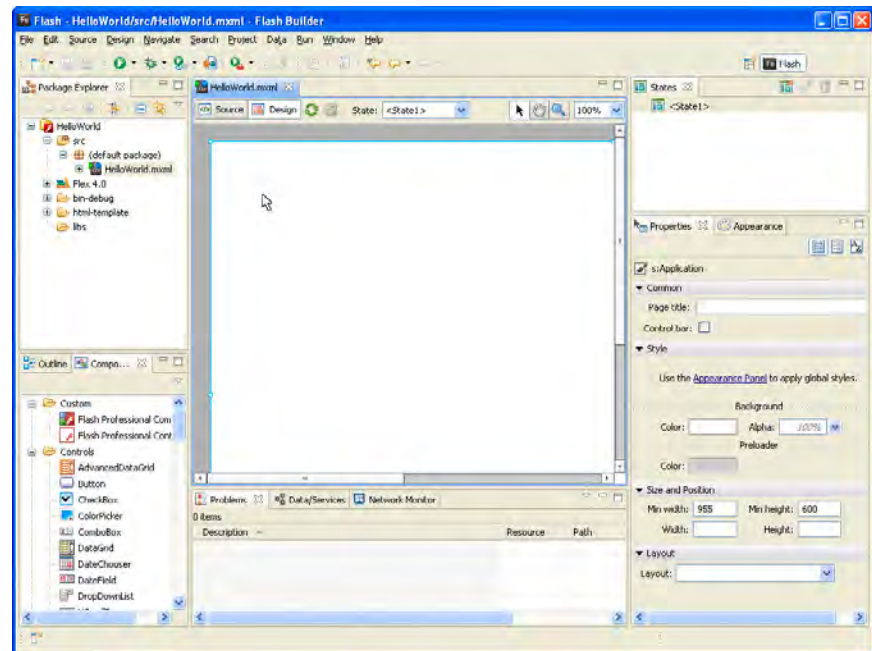 Flash - HelloWorld/src/HelloWorld.mxml - Flash Builder
File Edit Source Design Navigate Search Project Data Run Window Help
Flash
Package Explorer
HelloWorld
src
(default package)
HelloWorld.mxml
Flex 4.0
bin-debug
html-template
libs
Outline Compo...
Custom
Flash Professional Com
Flash Professional Cont
Controls
AdvancedDataGrid
Button
CheckBox
ColorPicker
ComboBox
DataGrid
DateChooser
DateField
DropDownList
HelloWorld.mxml
Source Design State: <State1> 100%
Problems Data/Services Network Monitor
0 items
Description Resource Path
States
<State1>
Properties Appearance
s:Application
Common
Page title:
Control bar:
Style
Use the Appearance Panel to apply global styles.
Background
Color: Alpha: 100%
Preloader
Color:
Size and Position
Min width: 955 Min height: 600
Width: Height:
Layout
Layout: